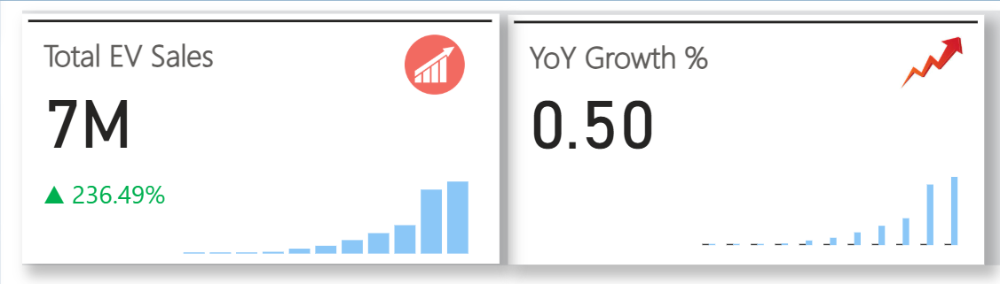 Total EV Sales
7M
▲ 236.49%
YoY Growth %
0.50